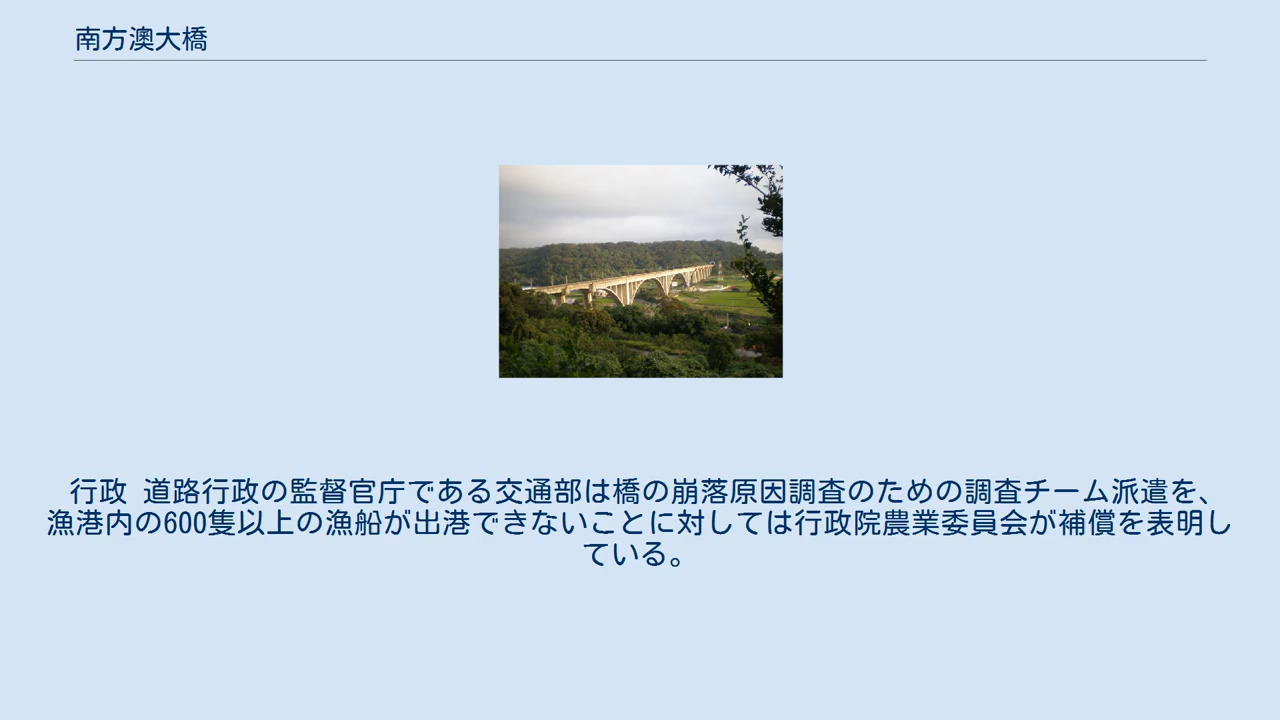 南方澳大橋
行政 道路行政の監督官庁である交通部は橋の崩落原因調査のための調査チーム派遣を、
漁港内の600隻以上の漁船が出港できないことに対しては行政院農業委員会が補償を表明し
ている。